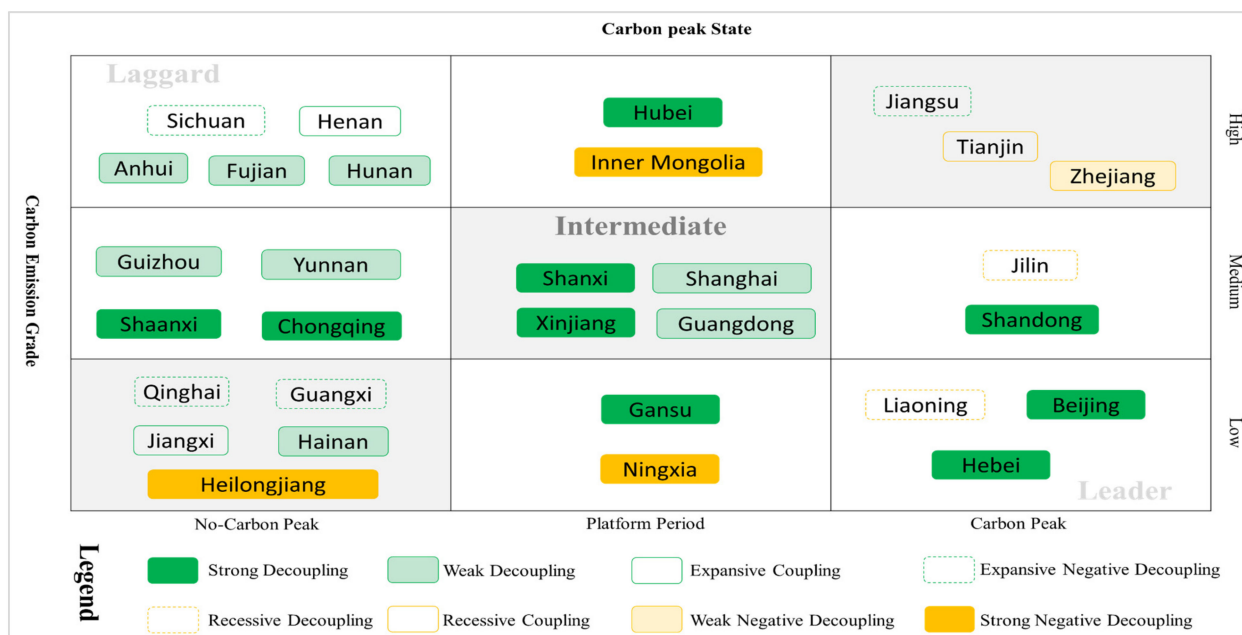 Carbon peak State
Laggard
Sichuan Henan
Anhui Fujian Hunan
Hubei
Inner Mongolia
Jiangsu
Tianjin
Zhejiang
High
Carbon Emission Grade
Guizhou Yunnan
Shaanxi Chongqing
Intermediate
Shanxi Shanghai
Xinjiang Guangdong
Jilin
Shandong
Medium
Qinghai Guangxi
Jiangxi Hainan
Heilongjiang
Gansu
Ningxia
Liaoning Beijing
Hebei
Leader
Low
No-Carbon Peak Platform Period Carbon Peak
Legend
Strong Decoupling Weak Decoupling Expansive Coupling Expansive Negative Decoupling
Recessive Decoupling Recessive Coupling Weak Negative Decoupling Strong Negative Decoupling